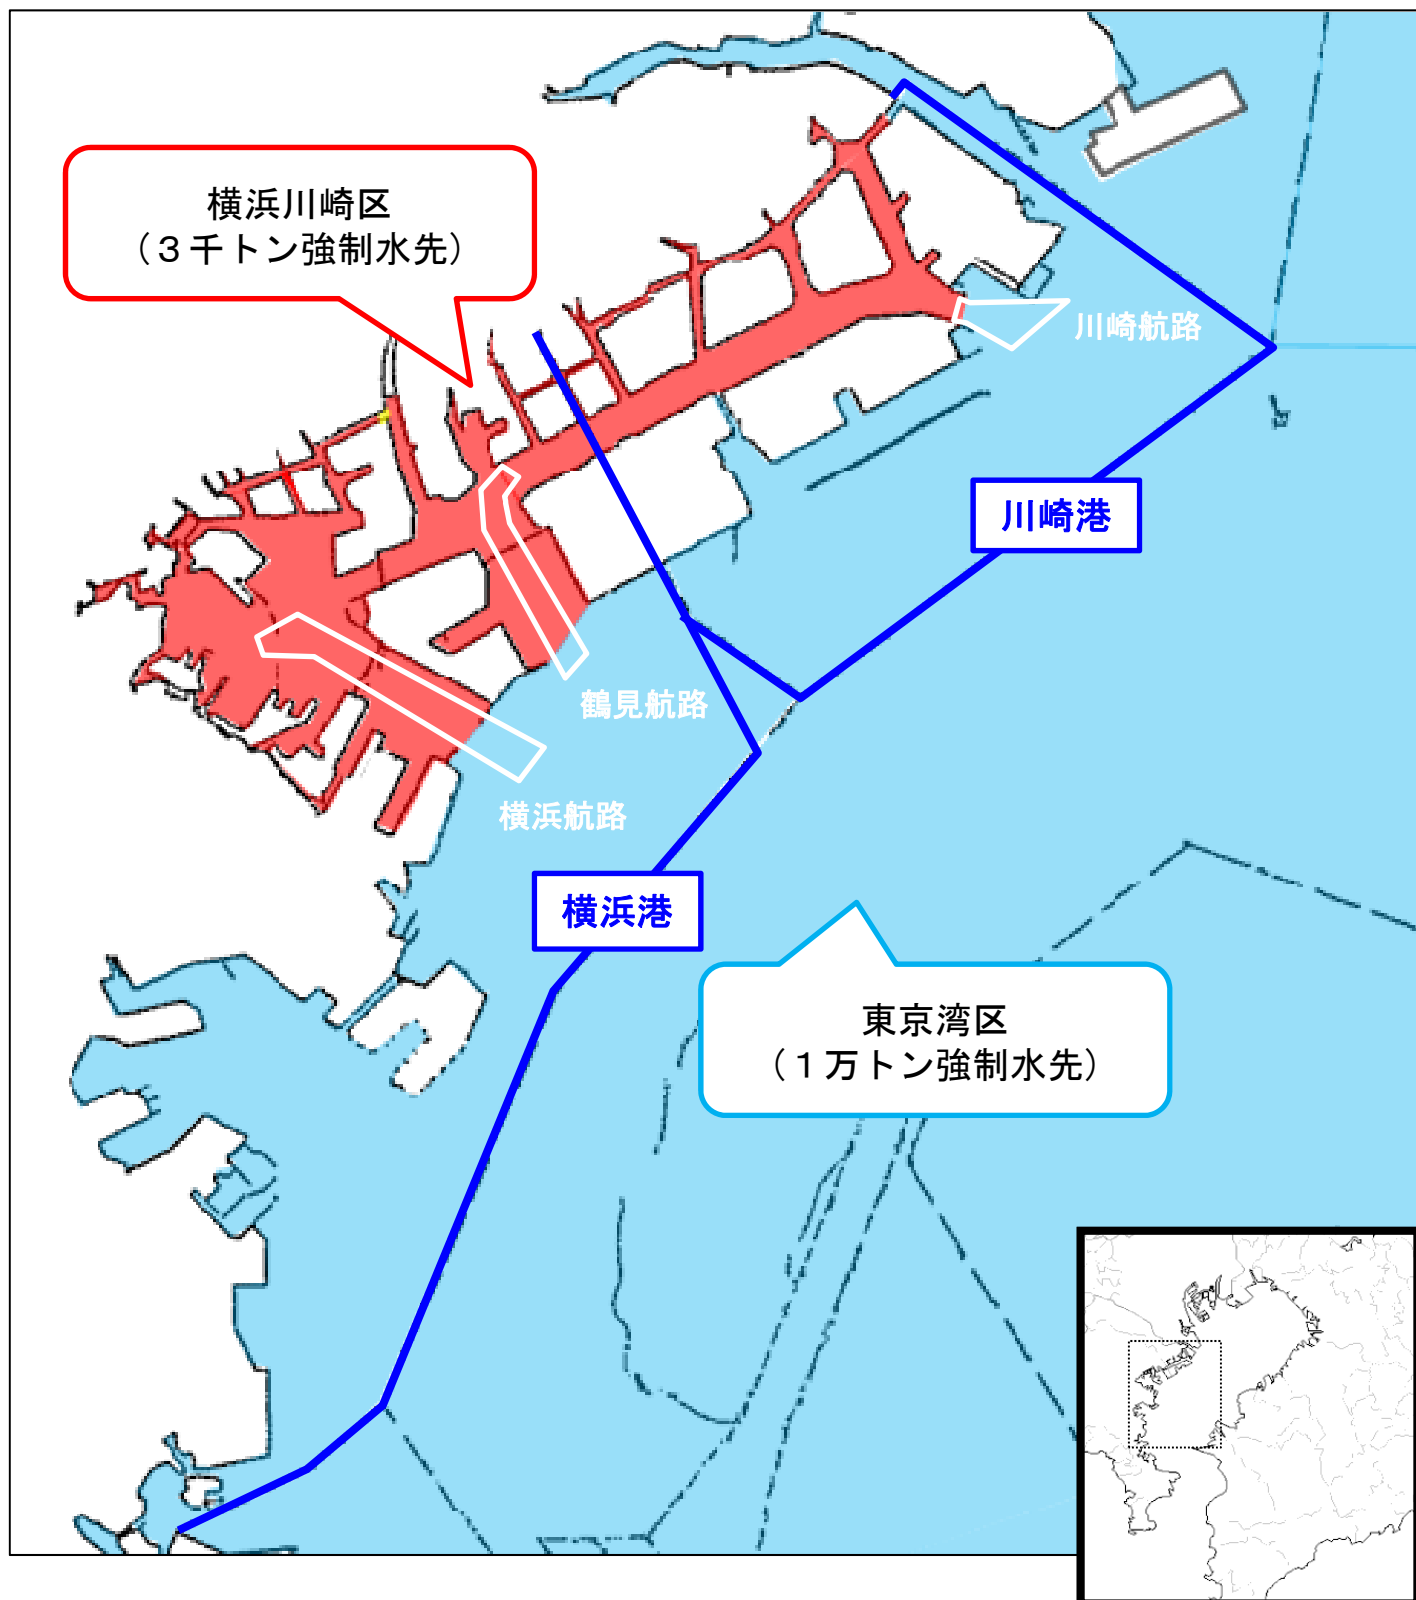 横浜川崎区
（３千トン強制水先）
川崎航路
川崎港
鶴見航路
横浜航路
横浜港
東京湾区
（１万トン強制水先）